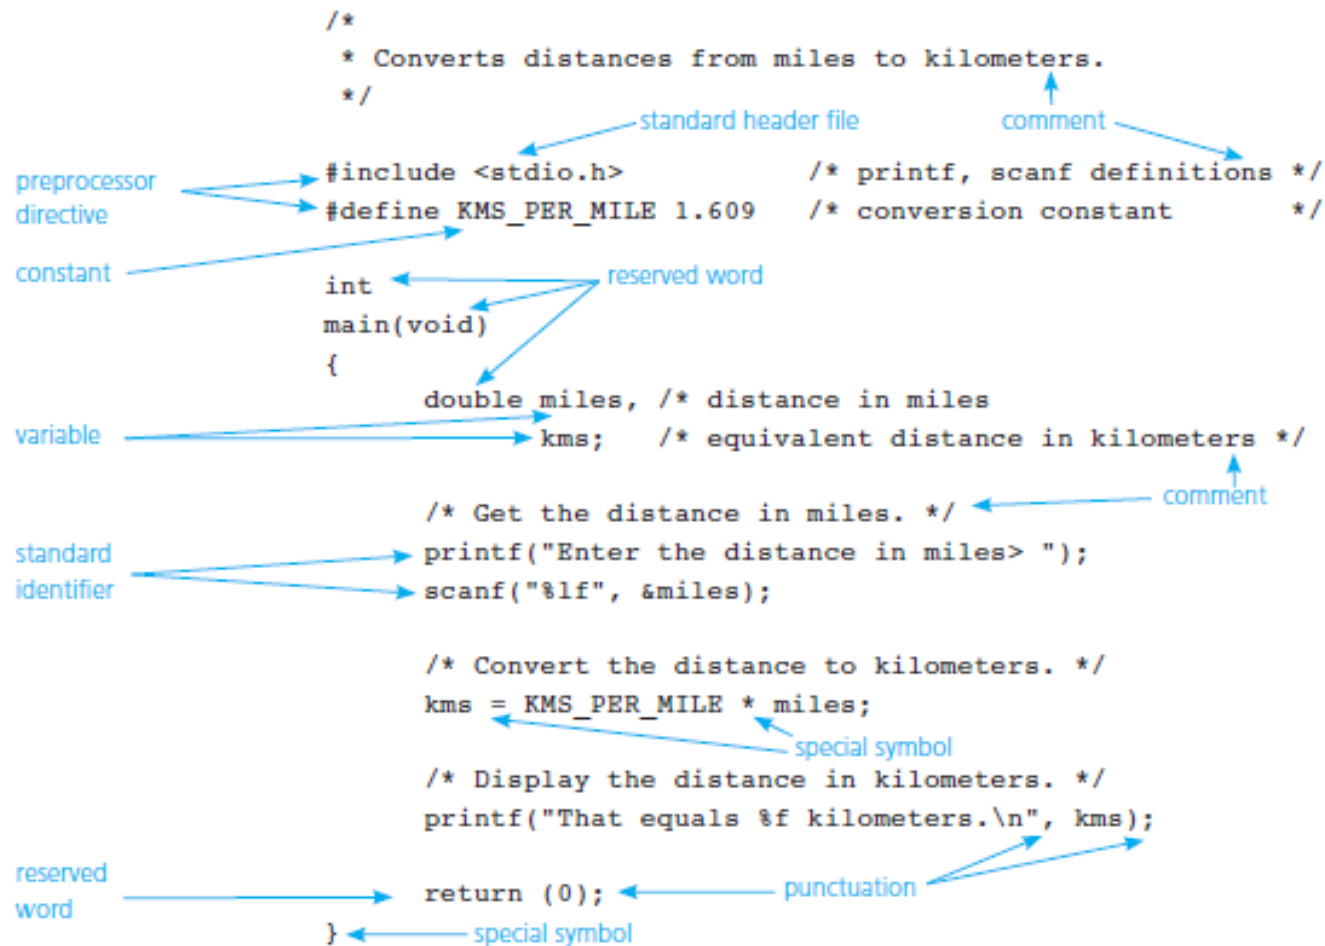 /*
 * Converts distances from miles to kilometers.
 */
standard header file comment
preprocessor #include <stdio.h> /* printf, scanf definitions */
directive #define KMS_PER_MILE 1.609 /* conversion constant */
constant reserved word
int
main(void)
{
double miles, /* distance in miles
variable kms; /* equivalent distance in kilometers */
comment
/* Get the distance in miles. */
standard printf("Enter the distance in miles> ");
identifier scanf("%lf", &miles);
/* Convert the distance to kilometers. */
kms = KMS_PER_MILE * miles;
special symbol
/* Display the distance in kilometers. */
printf("That equals %f kilometers.\n", kms);
reserved
word return (0); punctuation
} special symbol